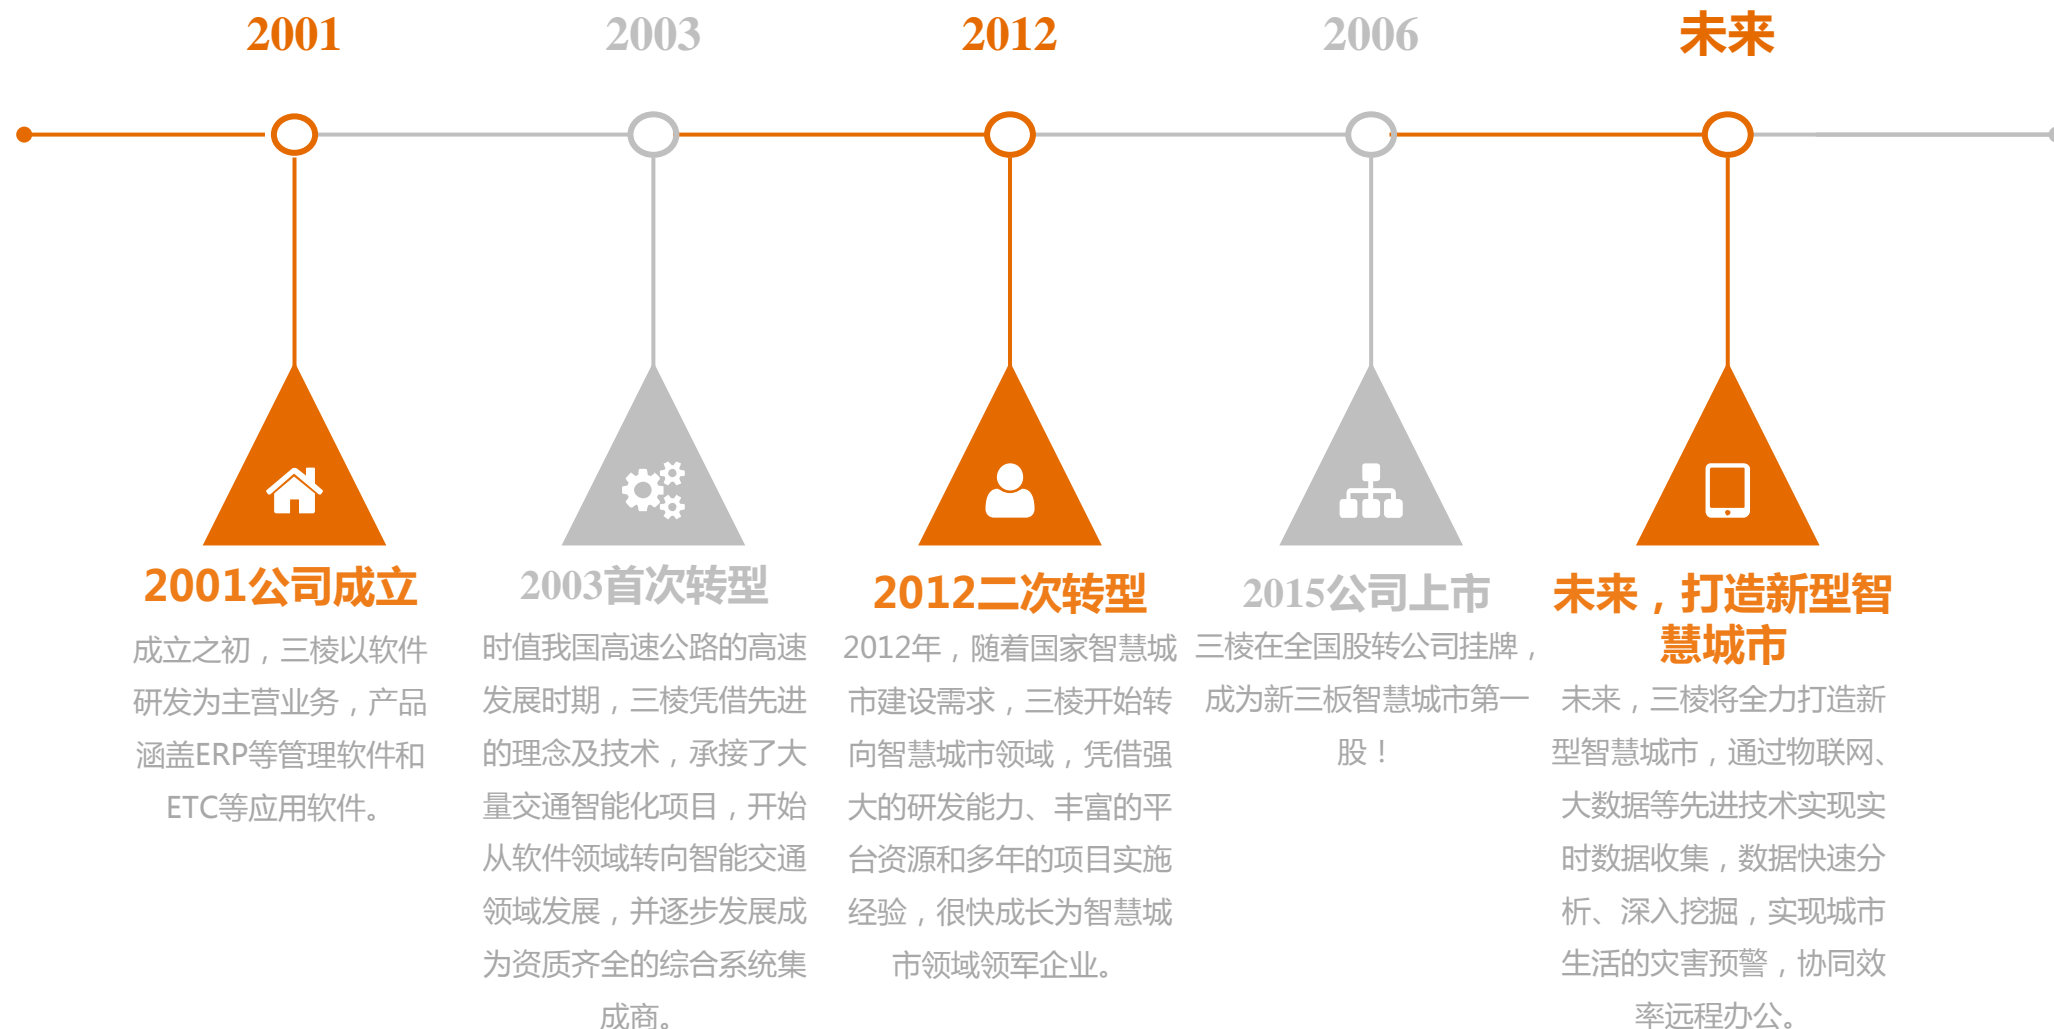 2001
2003
2012
2006
未来
2001公司成立
成立之初，三棱以软件
研发为主营业务，产品
涵盖ERP等管理软件和
ETC等应用软件。
2003首次转型
时值我国高速公路的高速
发展时期，三棱凭借先进
的理念及技术，承接了大
量交通智能化项目，开始
从软件领域转向智能交通
领域发展，并逐步发展成
为资质齐全的综合系统集
成商。
2012二次转型
2012年，随着国家智慧城
市建设需求，三棱开始转
向智慧城市领域，凭借强
大的研发能力、丰富的平
台资源和多年的项目实施
经验，很快成长为智慧城
市领域领军企业。
2015公司上市
三棱在全国股转公司挂牌，
成为新三板智慧城市第一
股！
未来，打造新型智
慧城市
未来，三棱将全力打造新
型智慧城市，通过物联网、
大数据等先进技术实现实
时数据收集，数据快速分
析、深入挖掘，实现城市
生活的灾害预警，协同效
率远程办公。